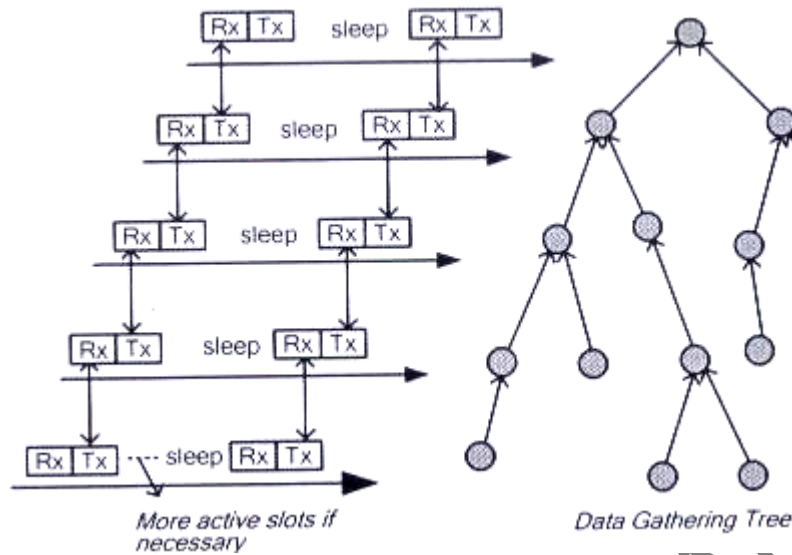 Rx Tx sleep Rx Tx
Rx Tx sleep Rx Tx
Rx Tx sleep Rx Tx
Rx Tx sleep Rx Tx
Rx Tx ---- sleep Rx Tx
More active slots if
necessary
Data Gathering Tree